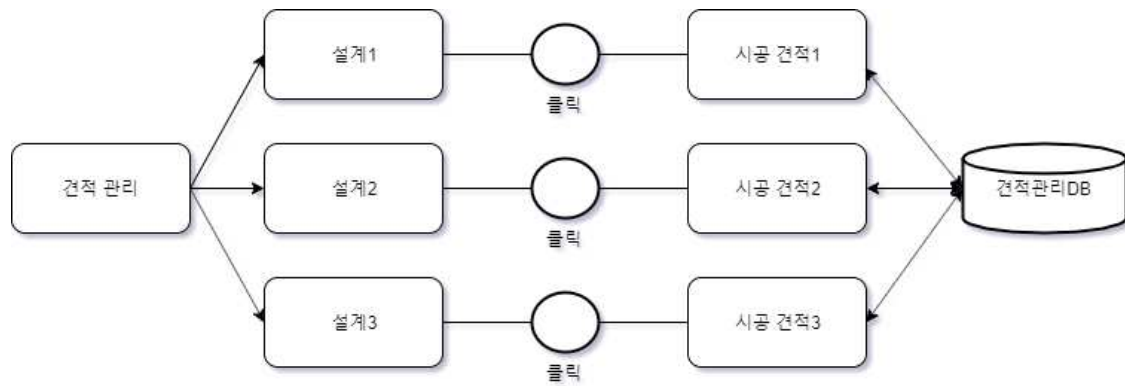 설계1
시공 견적1
클릭
견적 관리
설계2
시공 견적2
견적관리DB
클릭
설계3
시공 견적3
클릭